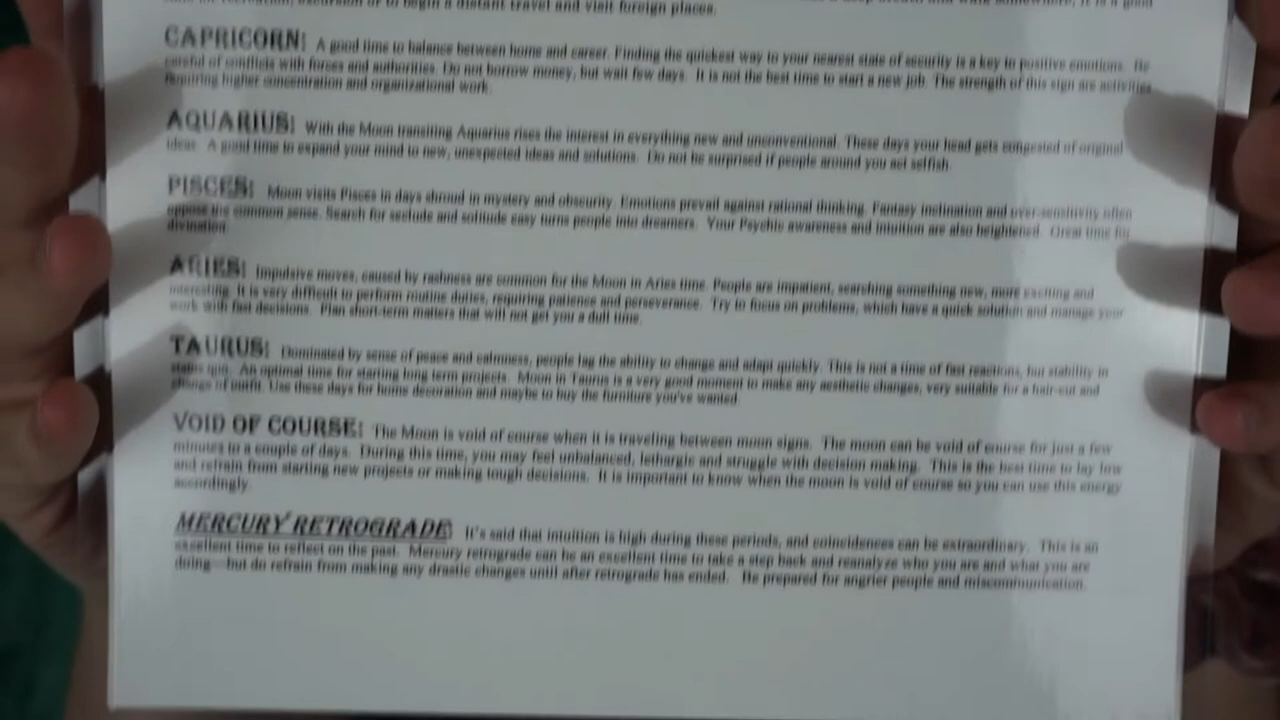 for recreation, excursion or to begin a distant travel and visit foreign places.
CAPRICORN: A good time to balance between home and career. Finding the quickest way to your nearest state of security is a key to positive emotions. Be
careful of conflicts with forces and authorities. Do not borrow money, but wait few days. It is not the best time to start a new job. The strength of this sign are activities
requiring higher concentration and organizational work.
AQUARIUS: With the Moon transiting Aquarius rises the interest in everything new and unconventional. These days your head gets congested of original
ideas. A good time to expand your mind to new, unexpected ideas and solutions. Do not be surprised if people around you act selfish.
PISCES: Moon visits Pisces in days shroud in mystery and obscurity. Emotions prevail against rational thinking. Fantasy inclination and over-sensitivity often
oppose the common sense. Search for seclude and solitude easy turns people into dreamers. Your Psychic awareness and intuition are also heightened. Great time for
divination.
ARIES: Impulsive moves, caused by rashness are common for the Moon in Aries time. People are impatient, searching something new, more exciting and
interesting. It is very difficult to perform routine duties, requiring patience and perseverance. Try to focus on problems, which have a quick solution and manage your
work with fast decisions. Plan short-term matters that will not get you a dull time.
TAURUS: Dominated by sense of peace and calmness, people lag the ability to change and adapt quickly. This is not a time of fast reactions, but stability in
status quo. An optimal time for starting long term projects. Moon in Taurus is a very good moment to make any aesthetic changes, very suitable for a hair-cut and
change of outfit. Use these days for home decoration and maybe to buy the furniture you've wanted.
VOID OF COURSE: The Moon is void of course when it is traveling between moon signs. The moon can be void of course for just a few
minutes to a couple of days. During this time, you may feel unbalanced, lethargic and struggle with decision making. This is the best time to lay low
and refrain from starting new projects or making tough decisions. It is important to know when the moon is void of course so you can use this energy
accordingly.
MERCURY RETROGRADE: It's said that intuition is high during these periods, and coincidences can be extraordinary. This is an
excellent time to reflect on the past. Mercury retrograde can be an excellent time to take a step back and reanalyze who you are and what you are
doing—but do refrain from making any drastic changes until after retrograde has ended. Be prepared for angrier people and miscommunication.